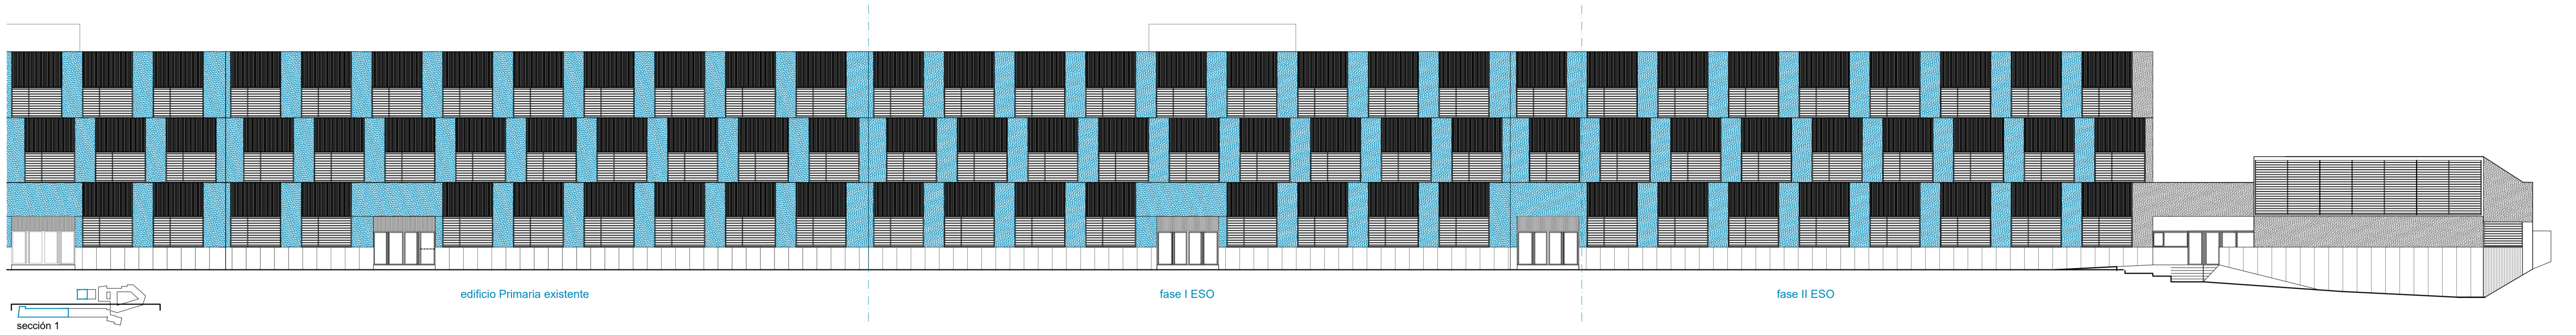 edificio Primaria existente
fase I ESO
fase II ESO
sección 1